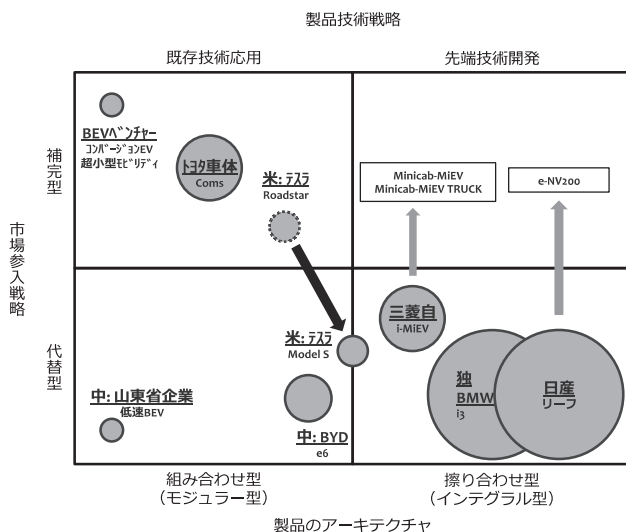 製品技術戦略
既存技術応用
先端技術開発
市場参入戦略
補完型
代替型
BEVﾍﾞﾝﾁｬｰ
ｺﾝﾊﾞｰｼﾞｮﾝEV
超小型ﾓﾋﾞﾘﾃﾞｨ
ﾄﾖﾀ車体
Coms
米: ﾃｽﾗ
Roadstar
Minicab-MiEV
Minicab-MiEV TRUCK
e-NV200
三菱自
i-MiEV
米: ﾃｽﾗ
Model S
中: 山東省企業
低速BEV
中: BYD
e6
独
BMW
i3
日産
リーフ
組み合わせ型
（モジュラー型）
擦り合わせ型
（インテグラル型）
製品のアーキテクチャ